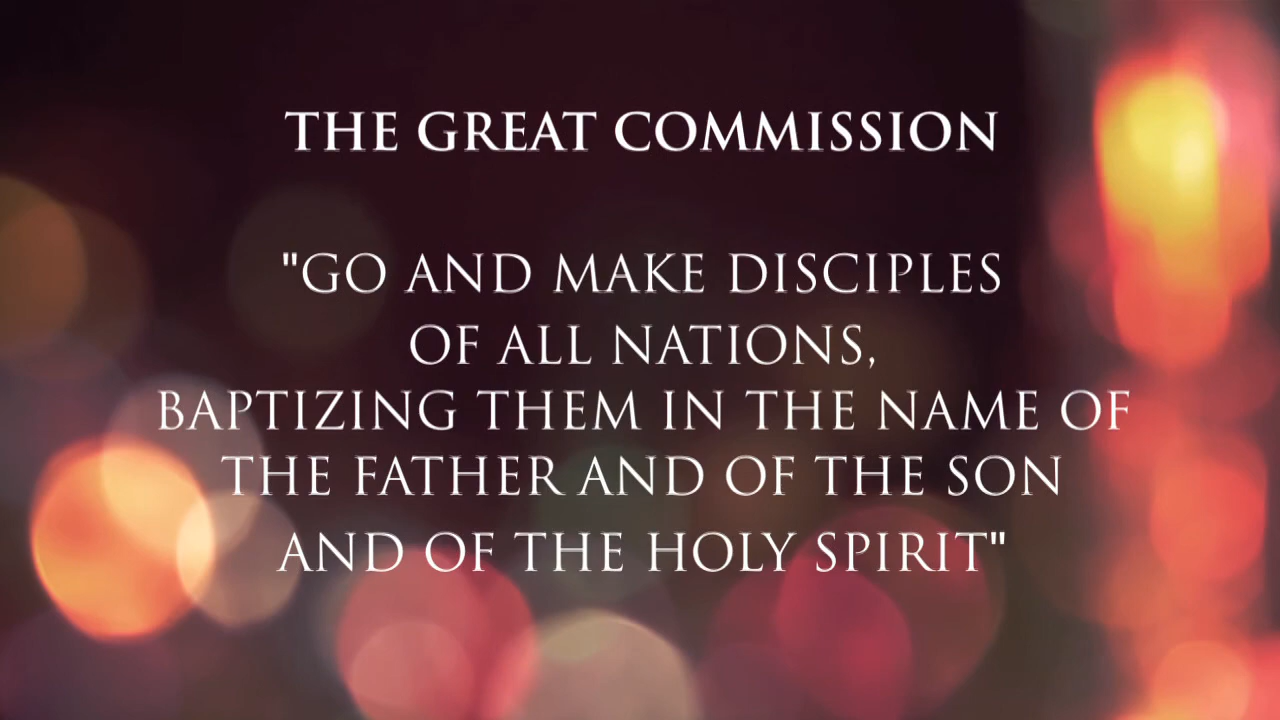 THE GREAT COMMISSION
"GO AND MAKE DISCIPLES
OF ALL NATIONS,
BAPTIZING THEM IN THE NAME OF
THE FATHER AND OF THE SON
AND OF THE HOLY SPIRIT"